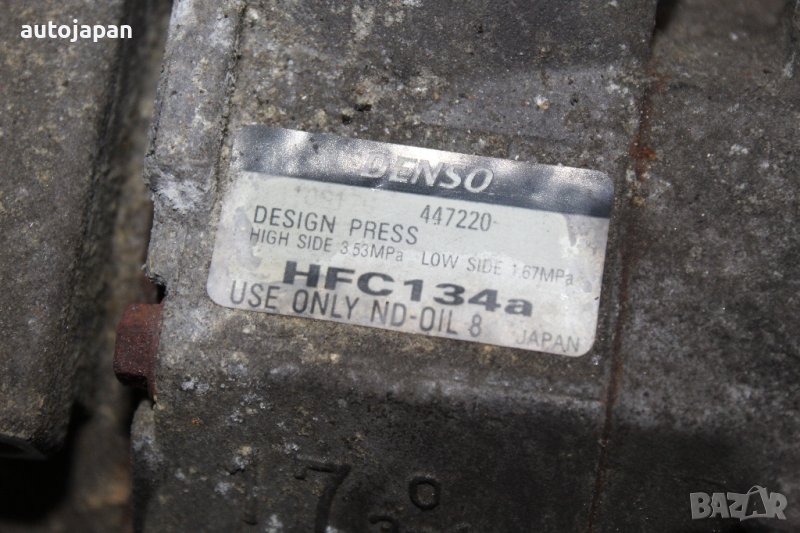 autojapan
DENSO
447220-
DESIGN PRESS
HIGH SIDE 3.53MPa LOW SIDE 1.67MPa
HFC134a
USE ONLY ND-OIL 8
JAPAN
17
BAZAR